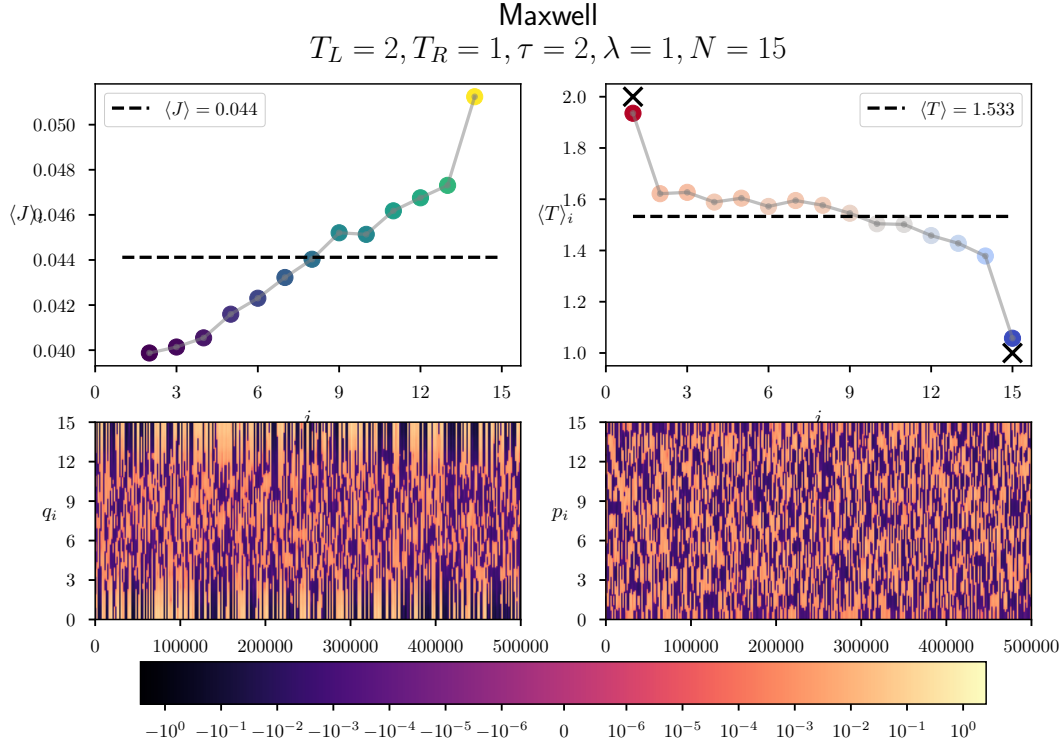 Maxwell
T_L = 2, T_R = 1, τ = 2, λ = 1, N = 15
⟨J⟩ = 0.044
0.050
0.048
0.046
0.044
0.042
0.040
⟨J⟩_i
0 3 6 9 12 15
i
⟨T⟩ = 1.533
2.0
1.8
1.6
1.4
1.2
1.0
⟨T⟩_i
0 3 6 9 12 15
i
15
12
9
6
3
0
q_i
0 100000 200000 300000 400000 500000
15
12
9
6
3
0
p_i
0 100000 200000 300000 400000 500000
−10^0 −10^-1 −10^-2 −10^-3 −10^-4 −10^-5 −10^-6 0 10^-6 10^-5 10^-4 10^-3 10^-2 10^-1 10^0